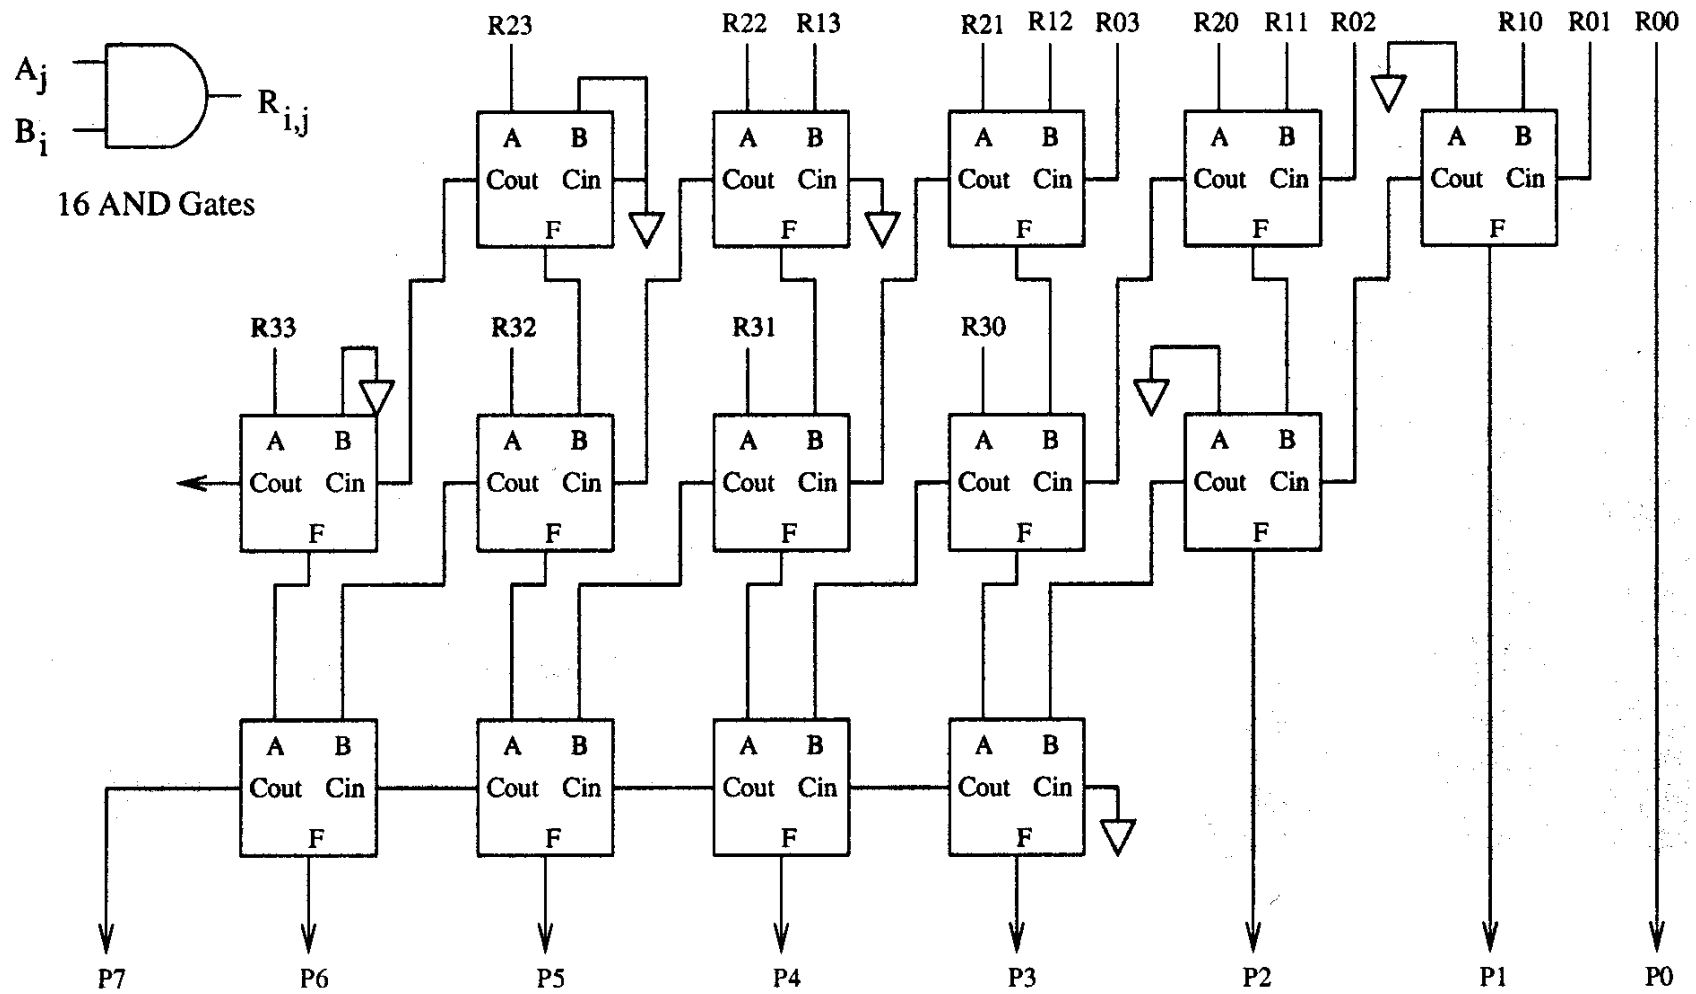 R23 R22 R13 R21 R12 R03 R20 R11 R02 R10 R01 R00
Aj
Bi
Ri,j
16 AND Gates
A B A B A B A B A B
Cout Cin Cout Cin Cout Cin Cout Cin Cout Cin
F F F F F
R33 R32 R31 R30
A B A B A B A B A B
Cout Cin Cout Cin Cout Cin Cout Cin Cout Cin
F F F F F
A B A B A B A B
Cout Cin Cout Cin Cout Cin Cout Cin
F F F F
P7 P6 P5 P4 P3 P2 P1 P0